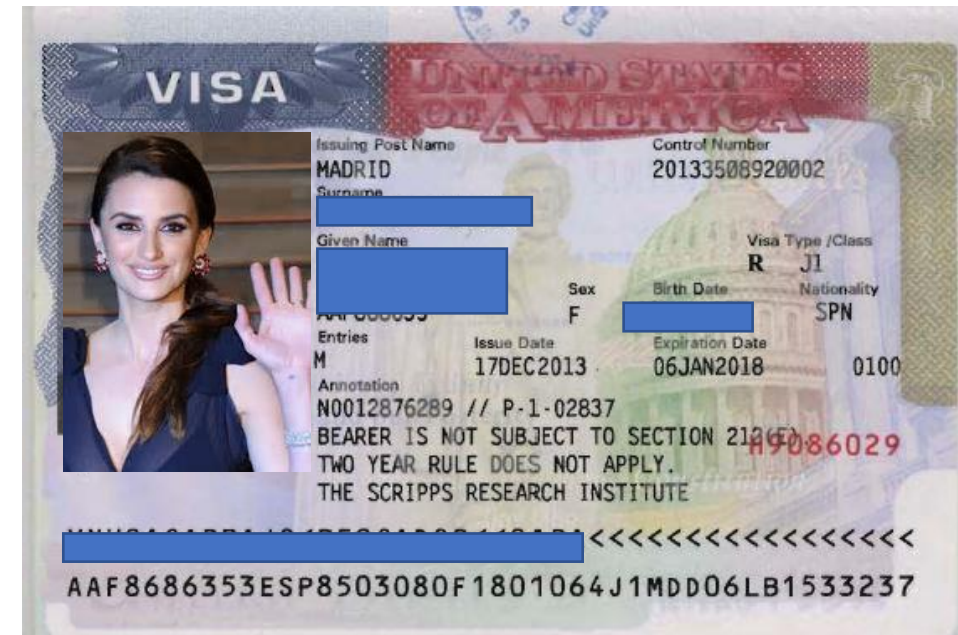 VISA
UNITED STATES
OF AMERICA
Issuing Post Name Control Number
MADRID 20133508920002
Surname
Given Name Visa Type /Class
R J1
Sex Birth Date Nationality
F SPN
Entries Issue Date Expiration Date
M 17DEC2013 06JAN2018 0100
Annotation
N0012876289 // P-1-02837
BEARER IS NOT SUBJECT TO SECTION 212(E).
H9086029
TWO YEAR RULE DOES NOT APPLY.
THE SCRIPPS RESEARCH INSTITUTE
<<<<<<<<<<<<<<<<<
AAF8686353ESP8503080F1801064J1MDD06LB1533237